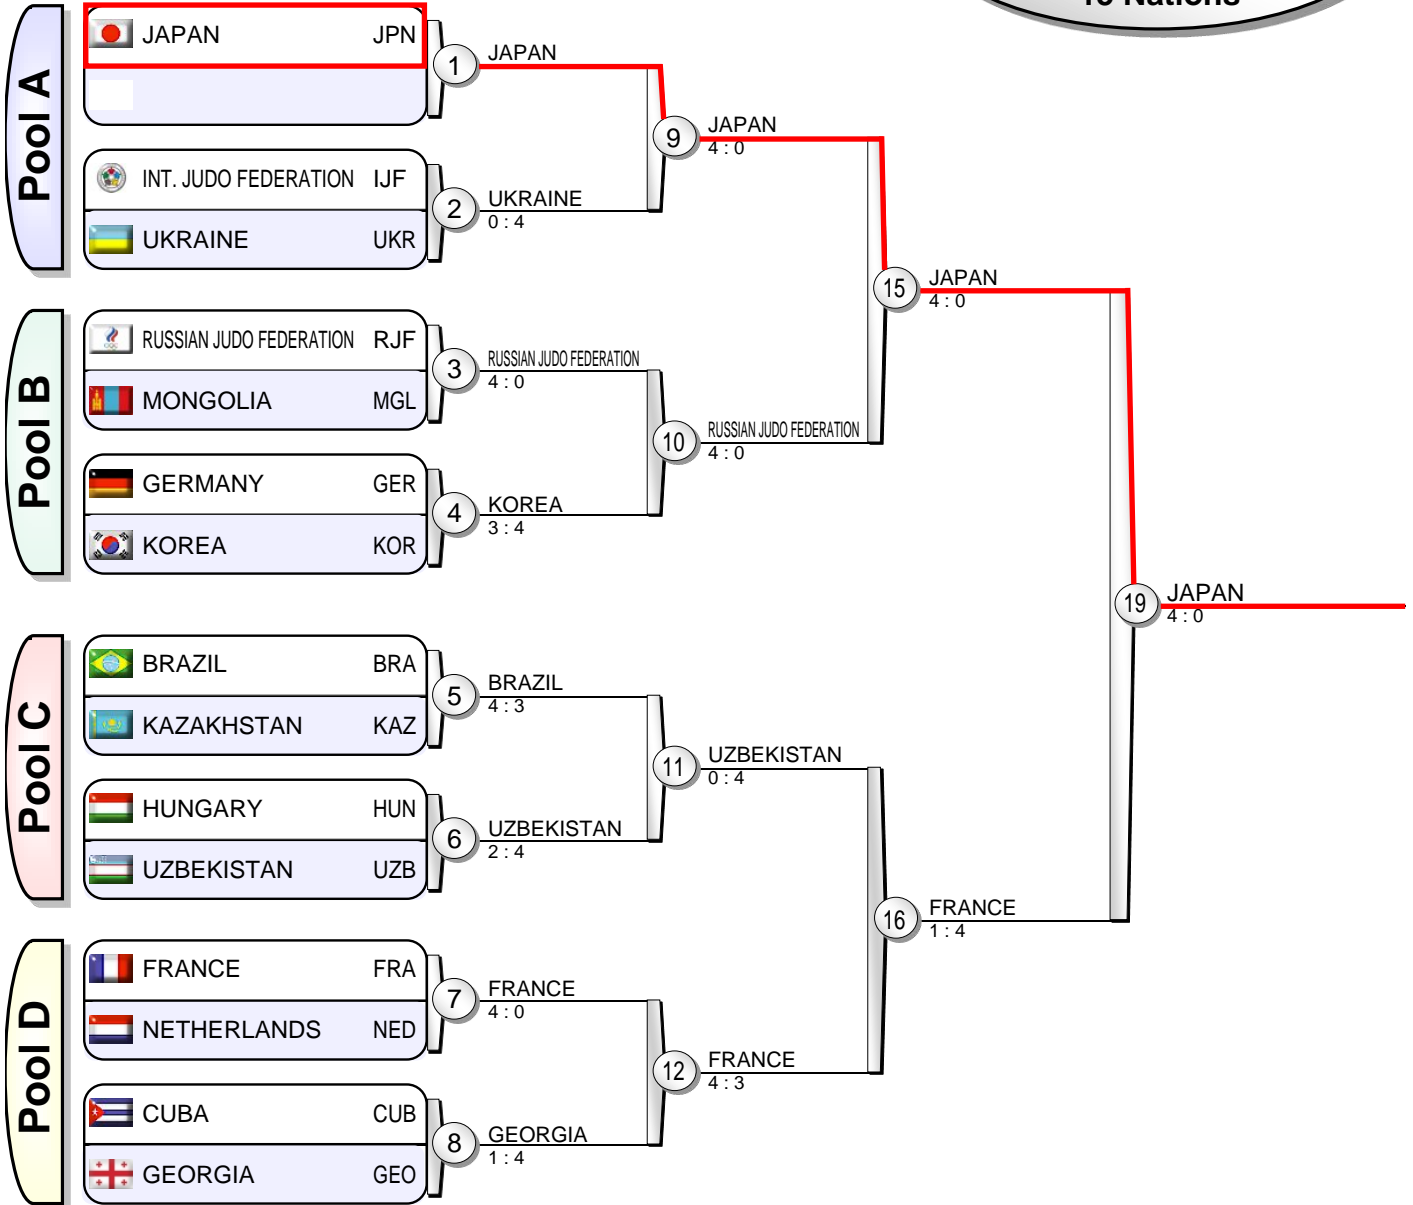 Nations
Pool A
JAPAN JPN
INT. JUDO FEDERATION IJF
UKRAINE UKR
1
JAPAN
2
UKRAINE
0 : 4
9
JAPAN
4 : 0
Pool B
RUSSIAN JUDO FEDERATION RJF
MONGOLIA MGL
GERMANY GER
KOREA KOR
3
RUSSIAN JUDO FEDERATION
4 : 0
4
KOREA
3 : 4
10
RUSSIAN JUDO FEDERATION
4 : 0
15
JAPAN
4 : 0
Pool C
BRAZIL BRA
KAZAKHSTAN KAZ
HUNGARY HUN
UZBEKISTAN UZB
5
BRAZIL
4 : 3
6
UZBEKISTAN
2 : 4
11
UZBEKISTAN
0 : 4
Pool D
FRANCE FRA
NETHERLANDS NED
CUBA CUB
GEORGIA GEO
7
FRANCE
4 : 0
8
GEORGIA
1 : 4
12
FRANCE
4 : 3
16
FRANCE
1 : 4
19
JAPAN
4 : 0